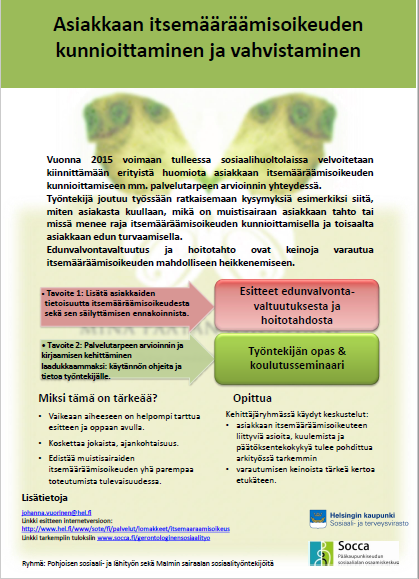 Asiakkaan itsemääräämisoikeuden
kunnioittaminen ja vahvistaminen
Vuonna 2015 voimaan tulleessa sosiaalihuoltolaissa velvoitetaan
kiinnittämään erityistä huomiota asiakkaan itsemääräämisoikeuden
kunnioittamiseen mm. palvelutarpeen arvioinnin yhteydessä.
Työntekijä joutuu työssään ratkaisemaan kysymyksiä esimerkiksi siitä,
miten asiakasta kuullaan, mikä on muistisairaan asiakkaan tahto tai
missä menee raja itsemääräämisoikeuden kunnioittamisella ja toisaalta
asiakkaan edun turvaamisella.
Edunvalvontavaltuutus ja hoitotahto ovat keinoja varautua
itsemääräämisoikeuden mahdolliseen heikkenemiseen.
• Tavoite 1: Lisätä asiakkaiden
tietoisuutta itsemääräämisoikeudesta
sekä sen säilyttämisen ennakoinnista.
Esitteet edunvalvonta-
valtuutuksesta ja
hoitotahdosta
• Tavoite 2: Palvelutarpeen arvioinnin ja
kirjaamisen kehittäminen
laadukkaammaksi: käytännön ohjeita ja
tietoa työntekijälle.
Työntekijän opas &
koulutusseminaari
Miksi tämä on tärkeää?
• Vaikeaan aiheeseen on helpompi tarttua
esitteen ja oppaan avulla.
• Koskettaa jokaista, ajankohtaisuus.
• Edistää muistisairaiden
itsemääräämisoikeuden yhä parempaa
toteutumista tulevaisuudessa.
Opittua
Kehittäjäryhmässä käydyt keskustelut:
• asiakkaan itsemääräämisoikeuteen
liittyviä asioita, kuulemista ja
päätöksentekokykyä tulee pohdittua
arkityössä tarkemmin
• varautumisen keinoista tärkeä kertoa
etukäteen.
Lisätietoja
johanna.vuorinen@hel.fi
Linkki esitteen internetversioon:
http://www.hel.fi/www/sote/fi/palvelut/lomakkeet/itsemaaraamisoikeus
Linkki tarkempiin tuloksiin www.socca.fi/gerontologinensosiaalityo
Ryhmä: Pohjoisen sosiaali- ja lähityön sekä Malmin sairaalan sosiaalityöntekijöitä
Helsingin kaupunki
Sosiaali- ja terveysvirasto
Socca
Pääkaupunkiseudun
sosiaalialan osaamiskeskus